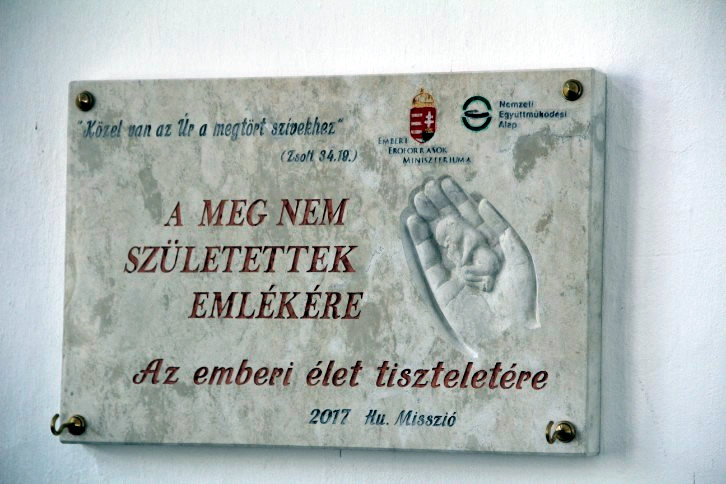 "Közel van az Úr a megtört szívekhez"
(Zsolt 34.19.)
Emberi
Erőforrások
Minisztériuma
Nemzeti
Együttműködési
Alap
A MEG NEM
SZÜLETETTEK
EMLÉKÉRE
Az emberi élet tiszteletére
2017 Hu. Misszió